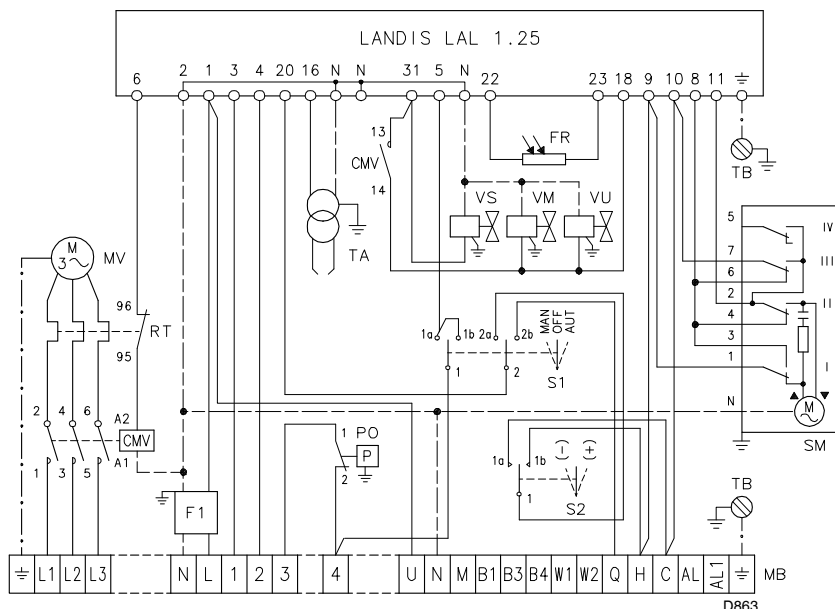 LANDIS LAL 1.25
6 2 1 3 4 20 16 N N 31 5 N 22 23 18 9 10 8 11
13
CMV
14
FR
TB
TA
VS VM VU
M
3
MV
96
RT
95
5
7
6
2
4
3
1
N
IV
III
II
I
M
SM
1a 1b 2a 2b
MAN
OFF
AUT
1 2
S1
2 4 6 A2
CMV
1 3 5 A1
1 PO
P
2
1a 1b
(-) (+)
1
S2
F1
TB
L1 L2 L3 N L 1 2 3 4 U N M B1 B3 B4 W1 W2 Q H C AL AL1
MB
D863